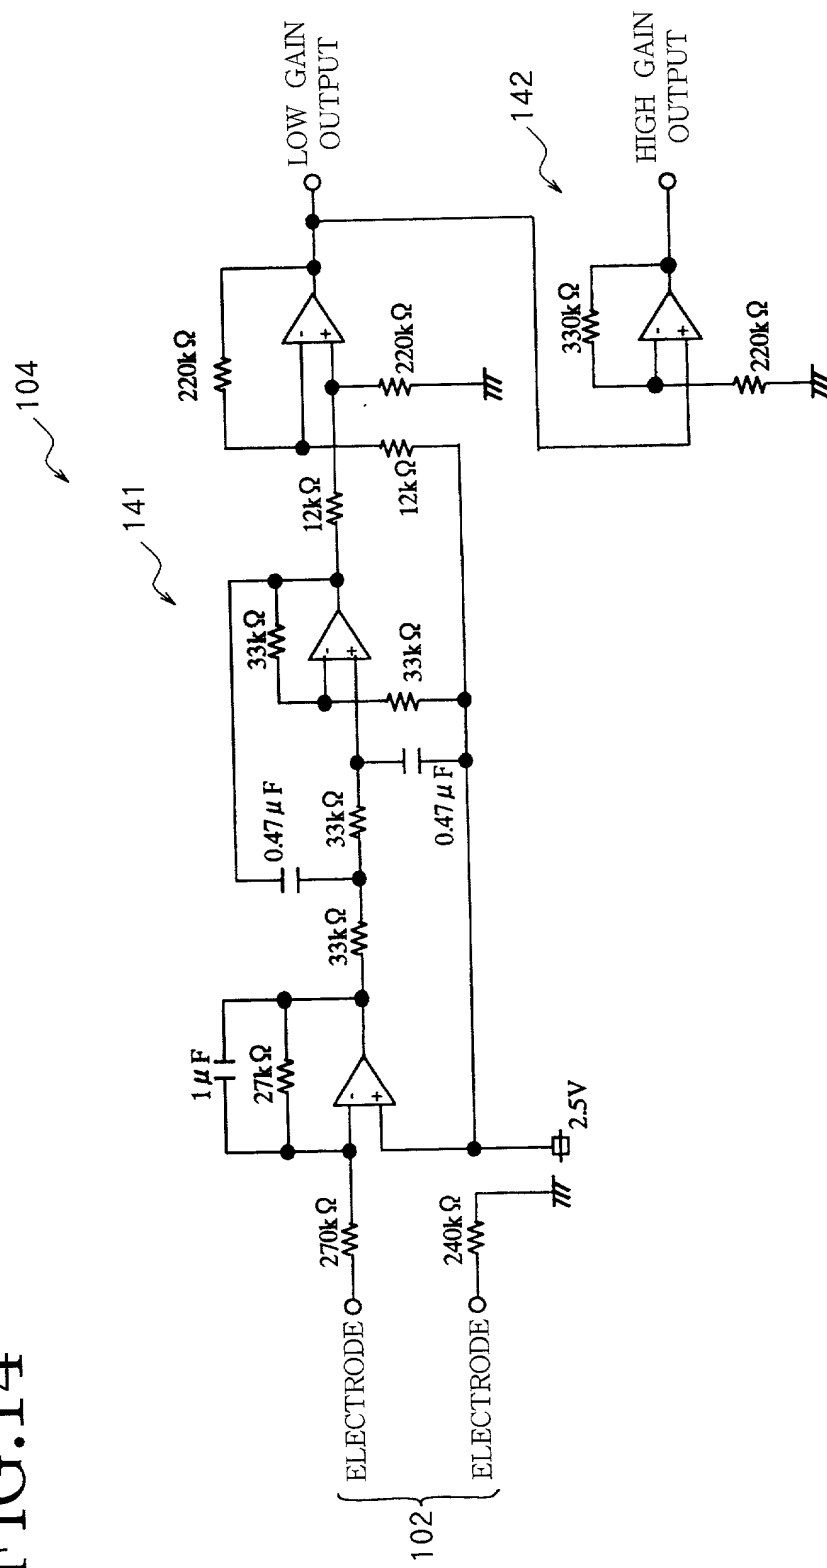 FIG.14
104
141
142
102
ELECTRODE
ELECTRODE
270kΩ
240kΩ
1μF
27kΩ
-
+
2.5V
33kΩ
0.47μF
33kΩ
0.47μF
33kΩ
-
+
33kΩ
12kΩ
12kΩ
220kΩ
-
+
220kΩ
LOW GAIN
OUTPUT
330kΩ
-
+
220kΩ
HIGH GAIN
OUTPUT